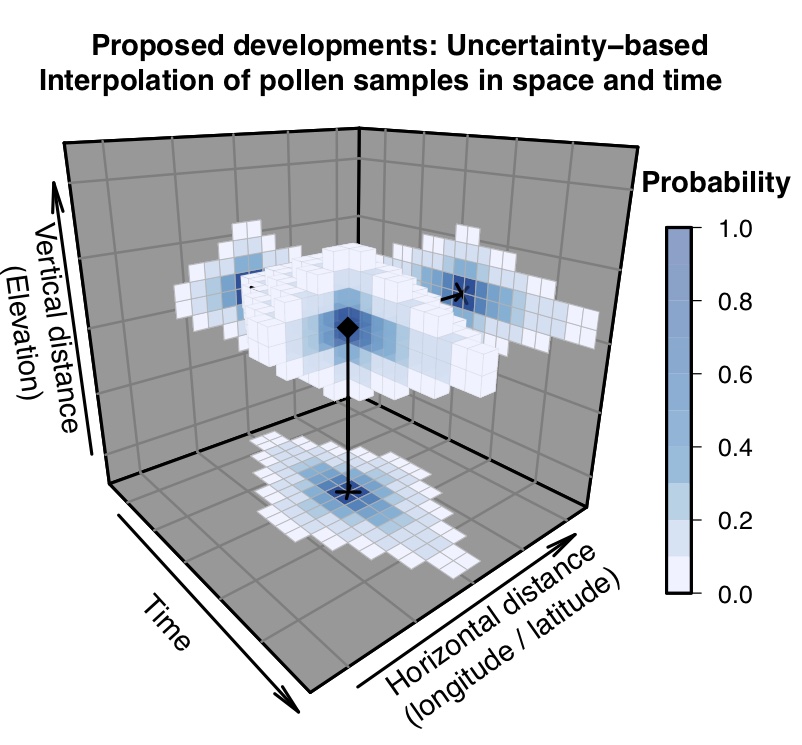 Proposed developments: Uncertainty−based
Interpolation of pollen samples in space and time
Probability
1.0
0.8
0.6
0.4
0.2
0.0
Vertical distance
(Elevation)
Time
Horizontal distance
(longitude / latitude)